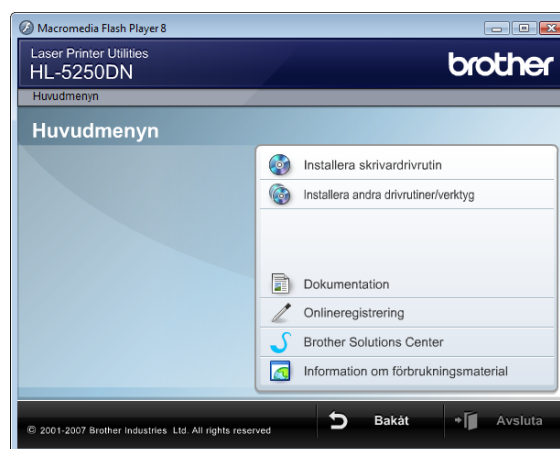 Macromedia Flash Player 8
Laser Printer Utilities
HL-5250DN
brother
Huvudmenyn
Huvudmenyn
Installera skrivardrivrutin
Installera andra drivrutiner/verktyg
Dokumentation
Onlineregistrering
Brother Solutions Center
Information om förbrukningsmaterial
© 2001-2007 Brother Industries Ltd. All rights reserved
Bakåt
Avsluta